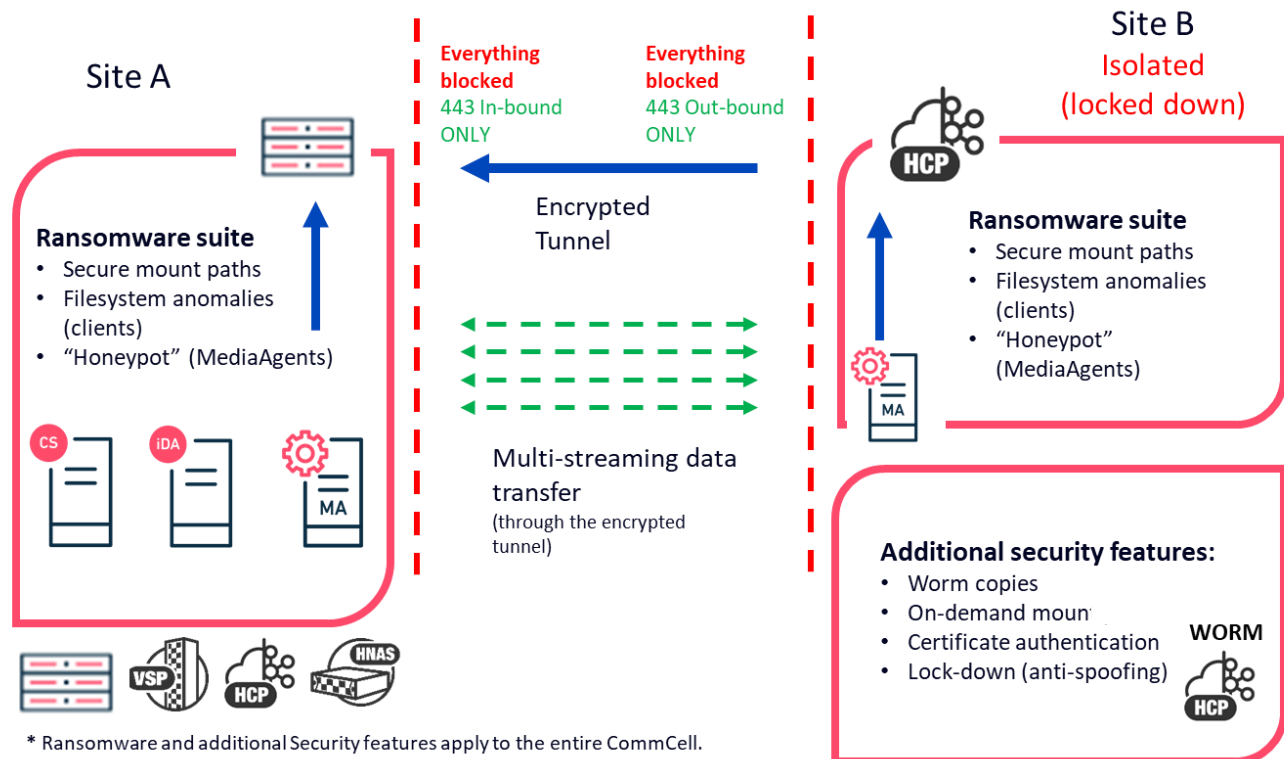 Site A
Everything
blocked
443 In-bound
ONLY
Everything
blocked
443 Out-bound
ONLY
Site B
Isolated
(locked down)
HCP
Encrypted
Tunnel
Ransomware suite
• Secure mount paths
• Filesystem anomalies
(clients)
• “Honeypot” (MediaAgents)
Ransomware suite
• Secure mount paths
• Filesystem anomalies
(clients)
• “Honeypot”
(MediaAgents)
MA
CS
iDA
MA
Multi-streaming data
transfer
(through the encrypted
tunnel)
Additional security features:
• Worm copies
• On-demand moun
• Certificate authentication
• Lock-down (anti-spoofing)
WORM
HCP
VSP
HCP
HNAS
* Ransomware and additional Security features apply to the entire CommCell.